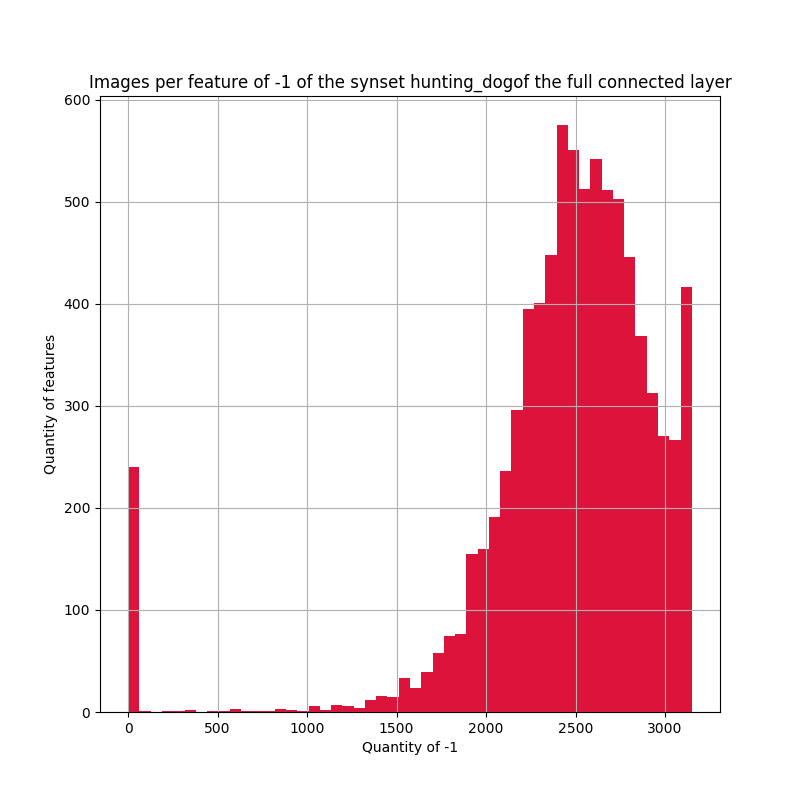 Images per feature of -1 of the synset hunting_dogof the full connected layer
600
500
400
300
200
100
0
Quantity of features
0 500 1000 1500 2000 2500 3000
Quantity of -1